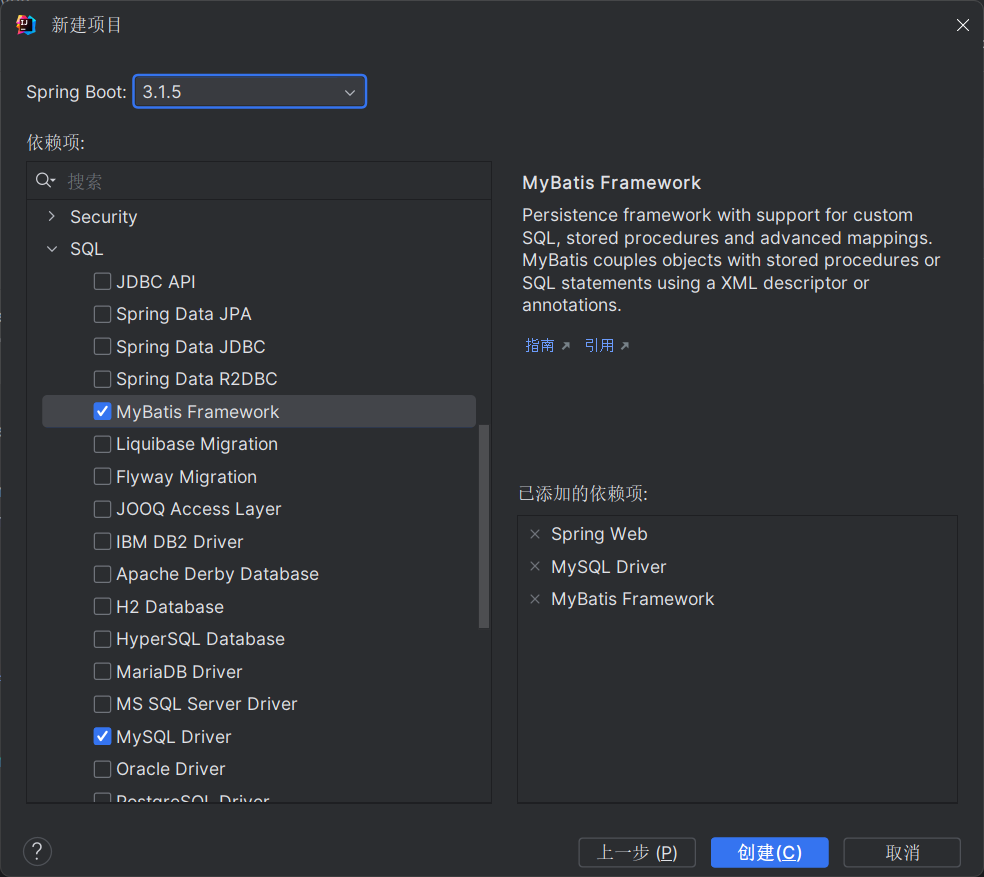 新建项目
Spring Boot: 3.1.5
依赖项:
搜索
Security
SQL
JDBC API
Spring Data JPA
Spring Data JDBC
Spring Data R2DBC
MyBatis Framework
Liquibase Migration
Flyway Migration
JOOQ Access Layer
IBM DB2 Driver
Apache Derby Database
H2 Database
HyperSQL Database
MariaDB Driver
MS SQL Server Driver
MySQL Driver
Oracle Driver
PostgreSQL Driver
MyBatis Framework
Persistence framework with support for custom
SQL, stored procedures and advanced mappings.
MyBatis couples objects with stored procedures or
SQL statements using a XML descriptor or
annotations.
指南 引用
已添加的依赖项:
Spring Web
MySQL Driver
MyBatis Framework
? 上一步 (P) 创建(C) 取消